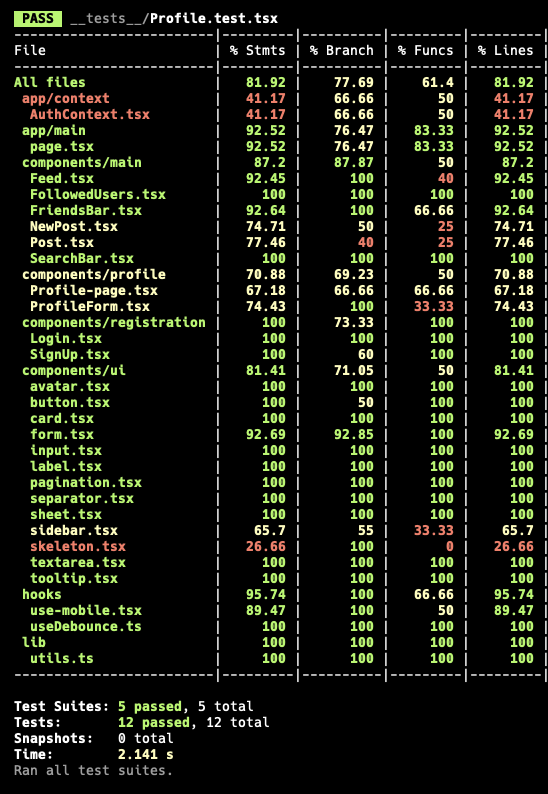 PASS __tests__/Profile.test.tsx
-------------------------|---------|----------|---------|---------|
File                     | % Stmts | % Branch | % Funcs | % Lines |
-------------------------|---------|----------|---------|---------|
All files                |   81.92 |    77.69 |    61.4 |   81.92 |
 app/context             |   41.17 |    66.66 |      50 |   41.17 |
  AuthContext.tsx        |   41.17 |    66.66 |      50 |   41.17 |
 app/main                |   92.52 |    76.47 |   83.33 |   92.52 |
  page.tsx               |   92.52 |    76.47 |   83.33 |   92.52 |
 components/main         |    87.2 |    87.87 |      50 |    87.2 |
  Feed.tsx               |   92.45 |      100 |      40 |   92.45 |
  FollowedUsers.tsx      |     100 |      100 |     100 |     100 |
  FriendsBar.tsx         |   92.64 |      100 |   66.66 |   92.64 |
  NewPost.tsx            |   74.71 |       50 |      25 |   74.71 |
  Post.tsx               |   77.46 |       40 |      25 |   77.46 |
  SearchBar.tsx          |     100 |      100 |     100 |     100 |
 components/profile      |   70.88 |    69.23 |      50 |   70.88 |
  Profile-page.tsx       |   67.18 |    66.66 |   66.66 |   67.18 |
  ProfileForm.tsx        |   74.43 |      100 |   33.33 |   74.43 |
 components/registration |     100 |    73.33 |     100 |     100 |
  Login.tsx              |     100 |      100 |     100 |     100 |
  SignUp.tsx             |     100 |       60 |     100 |     100 |
 components/ui           |   81.41 |    71.05 |      50 |   81.41 |
  avatar.tsx             |     100 |      100 |     100 |     100 |
  button.tsx             |     100 |       50 |     100 |     100 |
  card.tsx               |     100 |      100 |     100 |     100 |
  form.tsx               |   92.69 |    92.85 |     100 |   92.69 |
  input.tsx              |     100 |      100 |     100 |     100 |
  label.tsx              |     100 |      100 |     100 |     100 |
  pagination.tsx         |     100 |      100 |     100 |     100 |
  separator.tsx          |     100 |      100 |     100 |     100 |
  sheet.tsx              |     100 |      100 |     100 |     100 |
  sidebar.tsx            |    65.7 |       55 |   33.33 |    65.7 |
  skeleton.tsx           |   26.66 |      100 |       0 |   26.66 |
  textarea.tsx           |     100 |      100 |     100 |     100 |
  tooltip.tsx            |     100 |      100 |     100 |     100 |
 hooks                   |   95.74 |      100 |   66.66 |   95.74 |
  use-mobile.tsx         |   89.47 |      100 |      50 |   89.47 |
  useDebounce.ts         |     100 |      100 |     100 |     100 |
 lib                     |     100 |      100 |     100 |     100 |
  utils.ts               |     100 |      100 |     100 |     100 |
-------------------------|---------|----------|---------|---------|
Test Suites: 5 passed, 5 total
Tests:       12 passed, 12 total
Snapshots:   0 total
Time:        2.141 s
Ran all test suites.